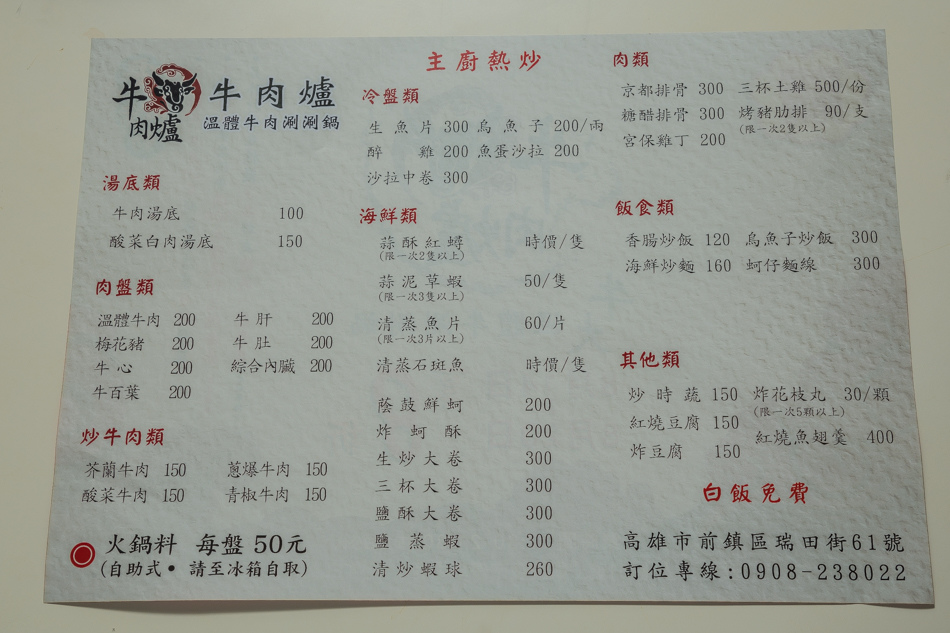 牛肉爐
牛肉爐
溫體牛肉涮涮鍋
湯底類
牛肉湯底 100
酸菜白肉湯底 150
肉盤類
溫體牛肉 200 牛肝 200
梅花豬 200 牛肚 200
牛心 200 綜合內臟 200
牛百葉 200
炒牛肉類
芥蘭牛肉 150 蔥爆牛肉 150
酸菜牛肉 150 青椒牛肉 150
火鍋料 每盤50元
(自助式• 請至冰箱自取)
主廚熱炒
冷盤類
生魚片 300 烏魚子 200/兩
醉雞 200 魚蛋沙拉 200
沙拉中卷 300
海鮮類
蒜酥紅蟳 時價/隻
(限一次2隻以上)
蒜泥草蝦 50/隻
(限一次3隻以上)
清蒸魚片 60/片
(限一次3片以上)
清蒸石斑魚 時價/隻
蔭鼓鮮蚵 200
炸蚵酥 200
生炒大卷 300
三杯大卷 300
鹽酥大卷 300
鹽蒸蝦 300
清炒蝦球 260
肉類
京都排骨 300 三杯土雞 500/份
糖醋排骨 300 烤豬肋排 90/支
(限一次2隻以上)
宮保雞丁 200
飯食類
香腸炒飯 120 烏魚子炒飯 300
海鮮炒麵 160 蚵仔麵線 300
其他類
炒時蔬 150 炸花枝丸 30/顆
(限一次5顆以上)
紅燒豆腐 150 紅燒魚翅羹 400
炸豆腐 150
白飯免費
高雄市前鎮區瑞田街61號
訂位專線:0908-238022